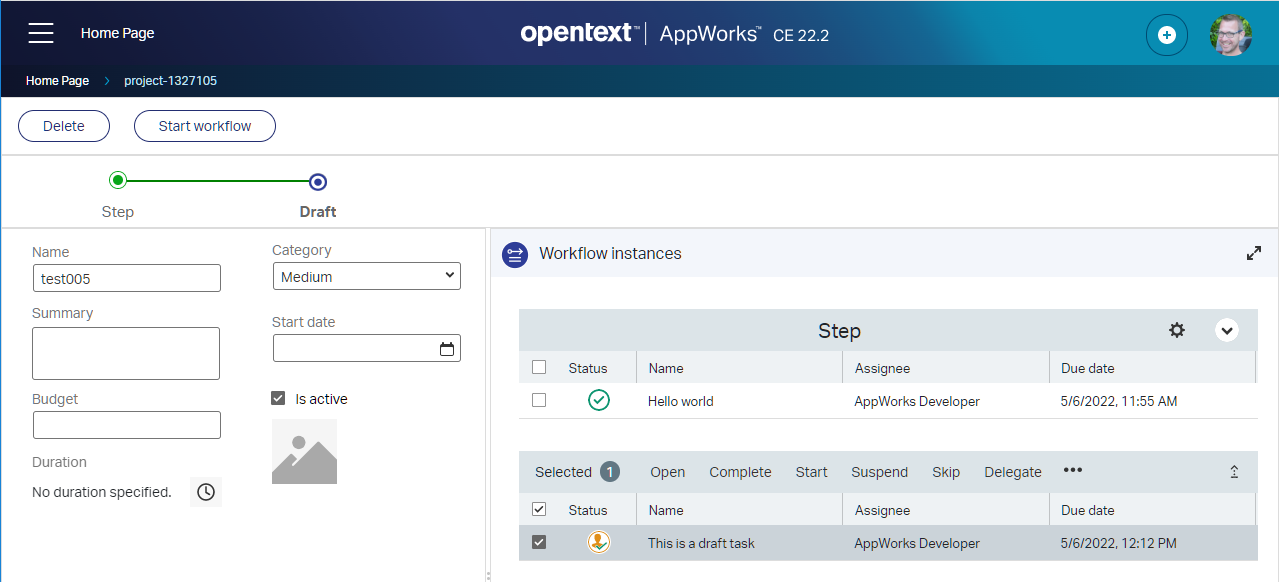 Home Page
opentext™ | AppWorks™ CE 22.2
Home Page > project-1327105
Delete
Start workflow
Step
Draft
Name
test005
Summary
Budget
Duration
No duration specified.
Category
Medium
Start date
Is active
Workflow instances
Step
Status Name Assignee Due date
Hello world AppWorks Developer 5/6/2022, 11:55 AM
Selected 1 Open Complete Start Suspend Skip Delegate •••
Status Name Assignee Due date
This is a draft task AppWorks Developer 5/6/2022, 12:12 PM